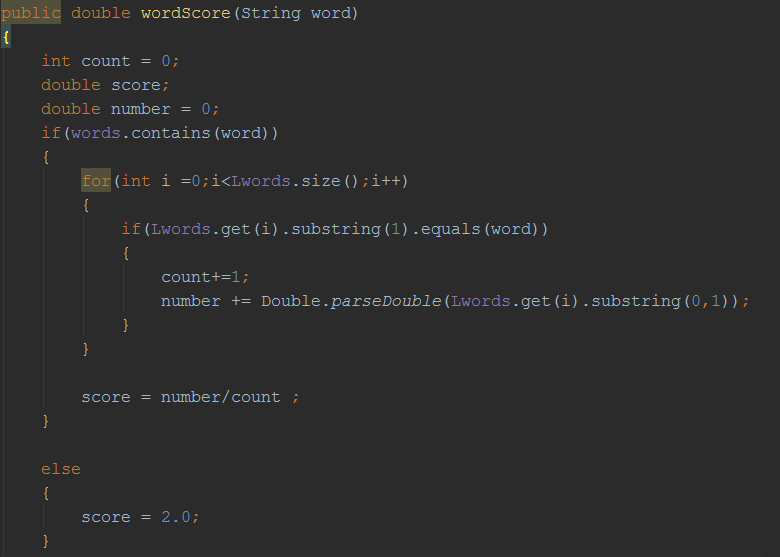 public double wordScore(String word)
{
int count = 0;
double score;
double number = 0;
if(words.contains(word))
{
for(int i =0;i<Lwords.size();i++)
{
if(Lwords.get(i).substring(1).equals(word))
{
count+=1;
number += Double.parseDouble(Lwords.get(i).substring(0,1));
}
}
score = number/count ;
}
else
{
score = 2.0;
}